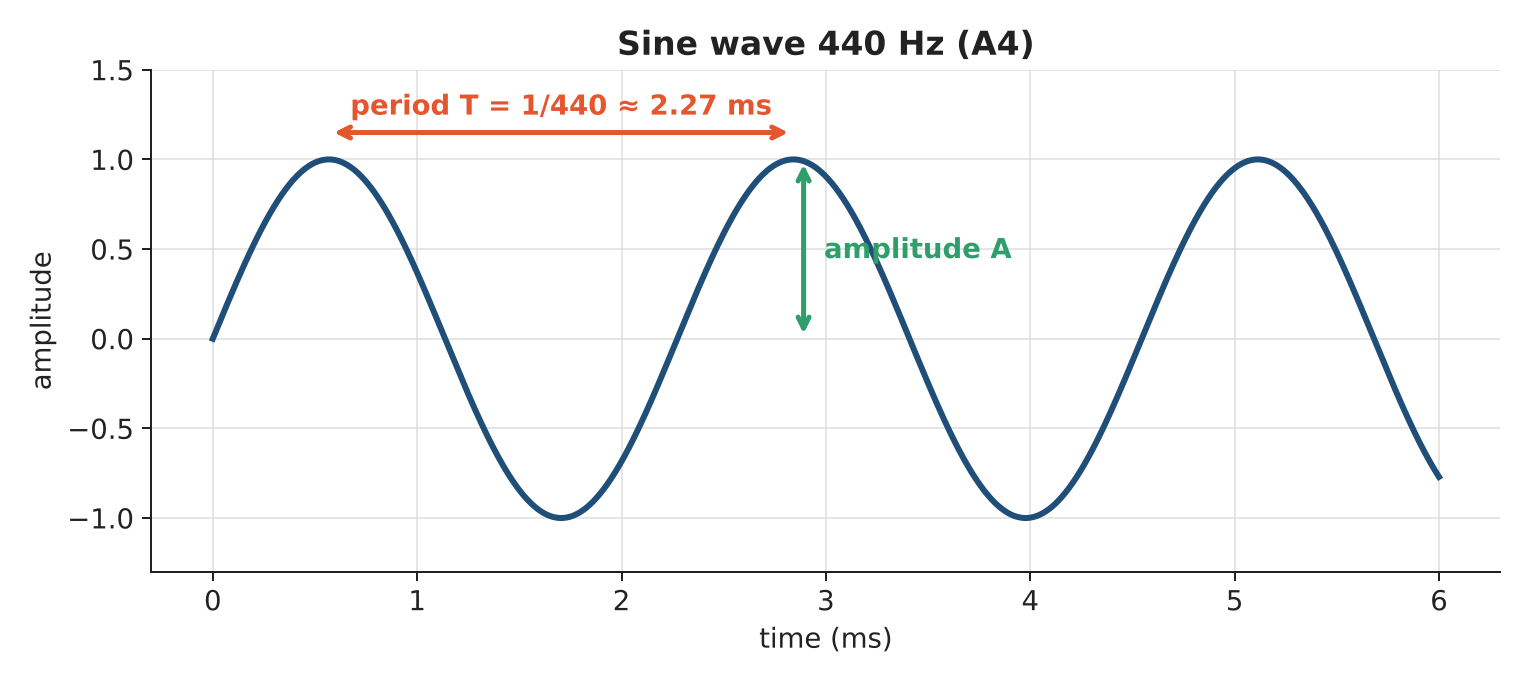 Sine wave 440 Hz (A4)
1.5
period T = 1/440 ≈ 2.27 ms
1.0
amplitude A
0.5
0.0
−0.5
−1.0
amplitude
0 1 2 3 4 5 6
time (ms)